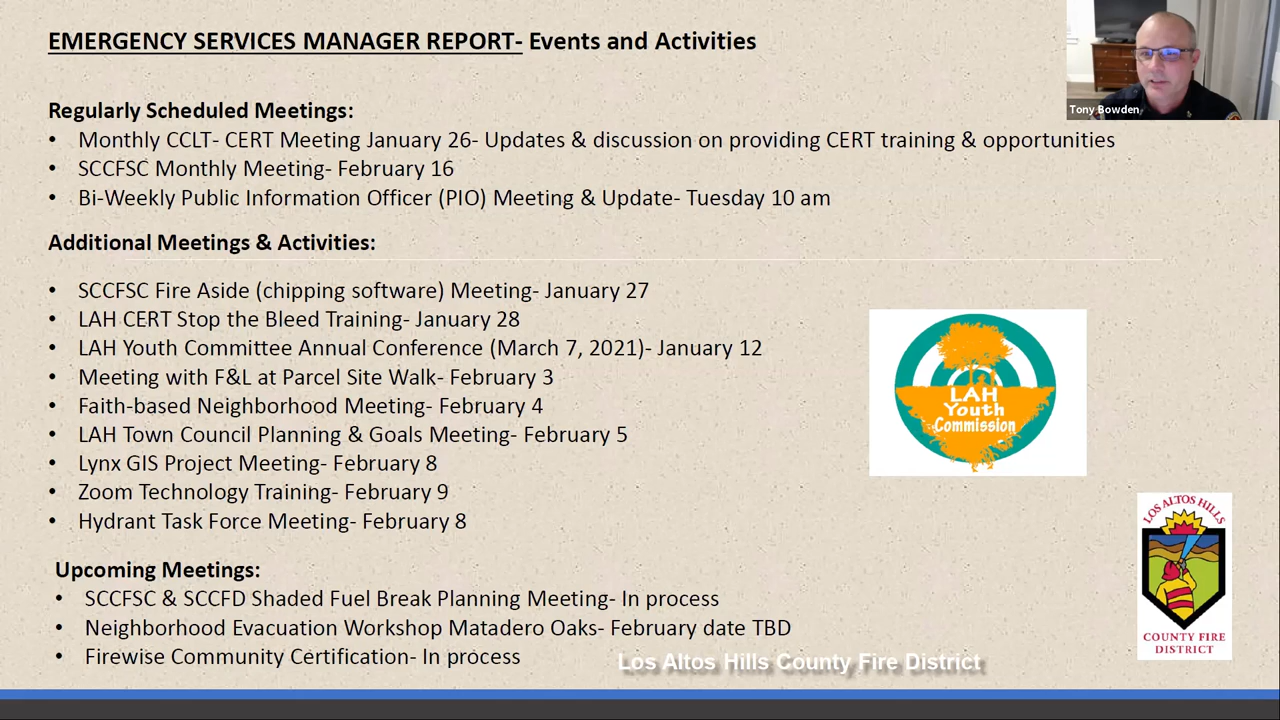 EMERGENCY SERVICES MANAGER REPORT- Events and Activities
Tony Bowden
Regularly Scheduled Meetings:
• Monthly CCLT- CERT Meeting January 26- Updates & discussion on providing CERT training & opportunities
• SCCFSC Monthly Meeting- February 16
• Bi-Weekly Public Information Officer (PIO) Meeting & Update- Tuesday 10 am
Additional Meetings & Activities:
• SCCFSC Fire Aside (chipping software) Meeting- January 27
• LAH CERT Stop the Bleed Training- January 28
• LAH Youth Committee Annual Conference (March 7, 2021)- January 12
• Meeting with F&L at Parcel Site Walk- February 3
• Faith-based Neighborhood Meeting- February 4
• LAH Town Council Planning & Goals Meeting- February 5
• Lynx GIS Project Meeting- February 8
• Zoom Technology Training- February 9
• Hydrant Task Force Meeting- February 8
LAH
Youth
Commission
Upcoming Meetings:
• SCCFSC & SCCFD Shaded Fuel Break Planning Meeting- In process
• Neighborhood Evacuation Workshop Matadero Oaks- February date TBD
• Firewise Community Certification- In process
LOS ALTOS HILLS
COUNTY FIRE
DISTRICT
Los Altos Hills County Fire District